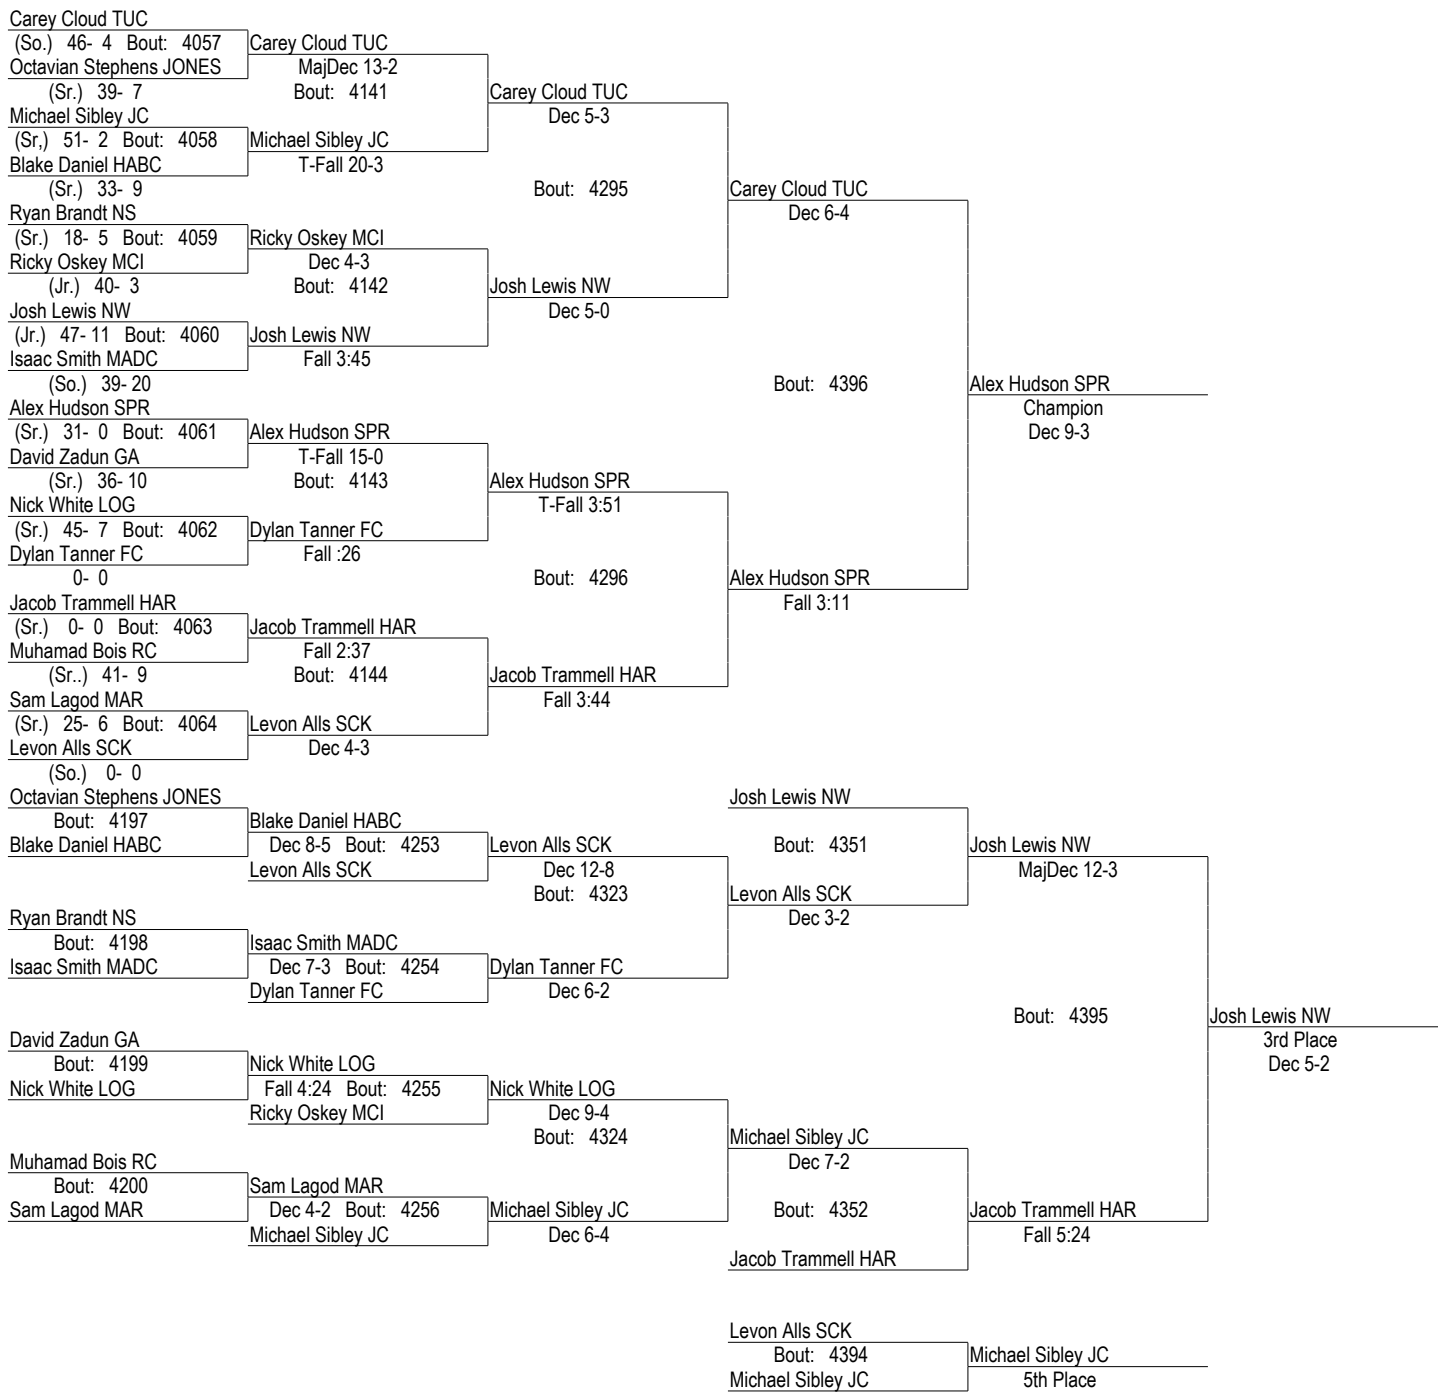 Carey Cloud TUC
(So.) 46- 4 Bout: 4057 Carey Cloud TUC
Octavian Stephens JONES MajDec 13-2
(Sr.) 39- 7 Bout: 4141 Carey Cloud TUC
Michael Sibley JC Dec 5-3
(Sr,) 51- 2 Bout: 4058 Michael Sibley JC
Blake Daniel HABC T-Fall 20-3
(Sr.) 33- 9 Bout: 4295 Carey Cloud TUC
Ryan Brandt NS Dec 6-4
(Sr.) 18- 5 Bout: 4059 Ricky Oskey MCI
Ricky Oskey MCI Dec 4-3
(Jr.) 40- 3 Bout: 4142 Josh Lewis NW
Josh Lewis NW Dec 5-0
(Jr.) 47- 11 Bout: 4060 Josh Lewis NW
Isaac Smith MADC Fall 3:45
(So.) 39- 20 Bout: 4396 Alex Hudson SPR
Alex Hudson SPR Champion
(Sr.) 31- 0 Bout: 4061 Alex Hudson SPR Dec 9-3
David Zadun GA T-Fall 15-0
(Sr.) 36- 10 Bout: 4143 Alex Hudson SPR
Nick White LOG T-Fall 3:51
(Sr.) 45- 7 Bout: 4062 Dylan Tanner FC
Dylan Tanner FC Fall :26
0- 0 Bout: 4296 Alex Hudson SPR
Jacob Trammell HAR Fall 3:11
(Sr.) 0- 0 Bout: 4063 Jacob Trammell HAR
Muhamad Bois RC Fall 2:37
(Sr..) 41- 9 Bout: 4144 Jacob Trammell HAR
Sam Lagod MAR Fall 3:44
(Sr.) 25- 6 Bout: 4064 Levon Alls SCK
Levon Alls SCK Dec 4-3
(So.) 0- 0
Octavian Stephens JONES Josh Lewis NW
Bout: 4197 Blake Daniel HABC
Blake Daniel HABC Dec 8-5 Bout: 4253 Levon Alls SCK Bout: 4351 Josh Lewis NW
Levon Alls SCK Dec 12-8 MajDec 12-3
Bout: 4323 Levon Alls SCK
Ryan Brandt NS Dec 3-2
Bout: 4198 Isaac Smith MADC
Isaac Smith MADC Dec 7-3 Bout: 4254 Dylan Tanner FC
Dylan Tanner FC Dec 6-2
Bout: 4395 Josh Lewis NW
David Zadun GA 3rd Place
Bout: 4199 Nick White LOG Dec 5-2
Nick White LOG Fall 4:24 Bout: 4255 Nick White LOG
Ricky Oskey MCI Dec 9-4
Bout: 4324 Michael Sibley JC
Muhamad Bois RC Dec 7-2
Bout: 4200 Sam Lagod MAR
Sam Lagod MAR Dec 4-2 Bout: 4256 Michael Sibley JC Bout: 4352 Jacob Trammell HAR
Michael Sibley JC Dec 6-4 Fall 5:24
Jacob Trammell HAR
Levon Alls SCK
Bout: 4394 Michael Sibley JC
Michael Sibley JC 5th Place